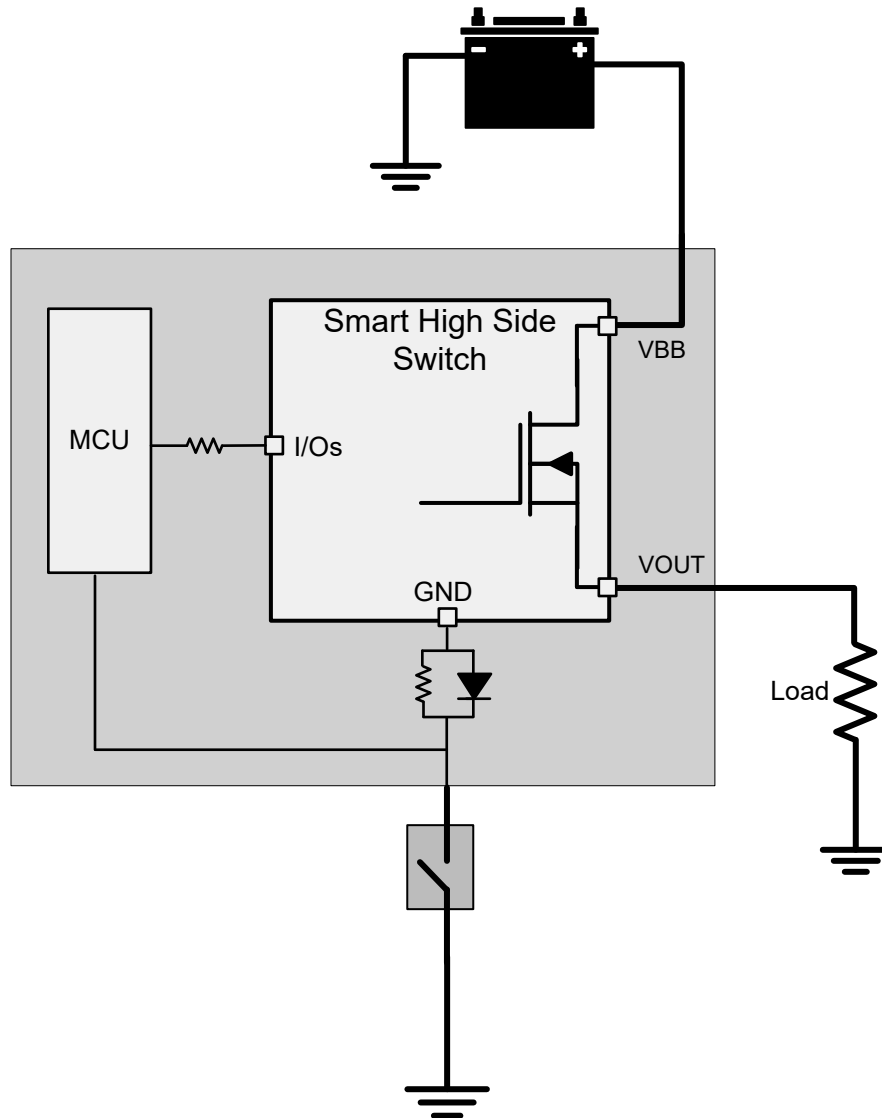 - +
Smart High Side
Switch
VBB
MCU
I/Os
VOUT
GND
Load